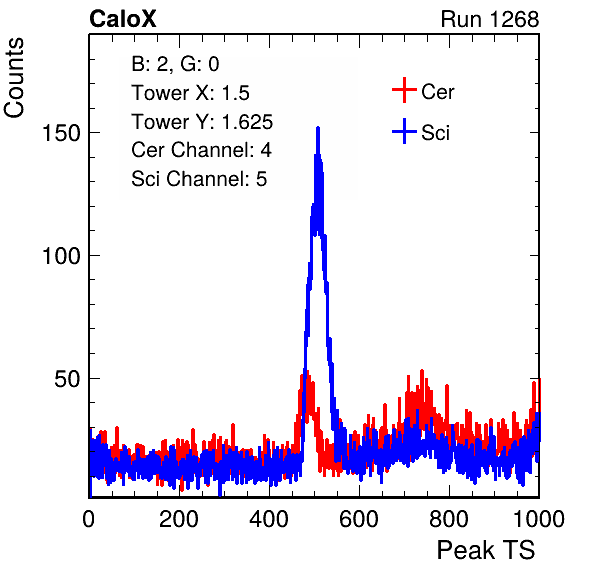 CaloX Run 1268
Counts
B: 2, G: 0
Tower X: 1.5
Tower Y: 1.625
Cer Channel: 4
Sci Channel: 5
Cer
Sci
150
100
50
0 200 400 600 800 1000
Peak TS